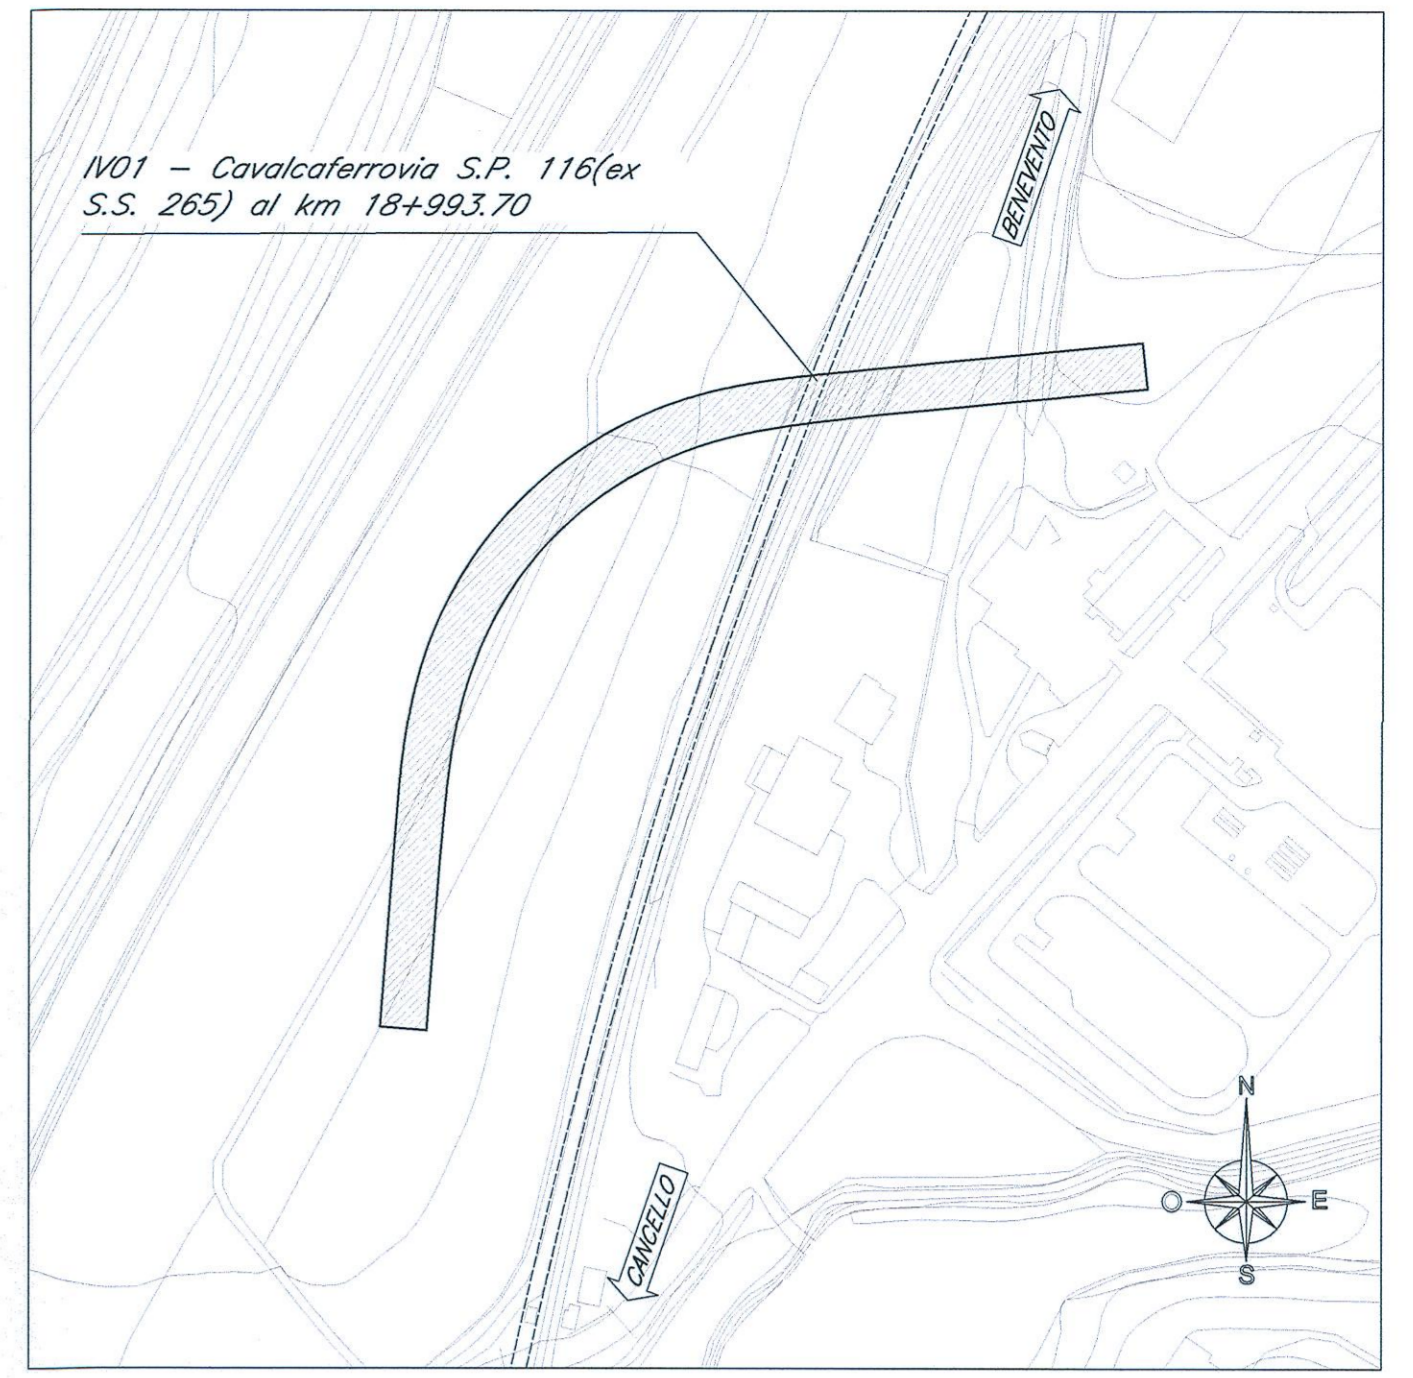 IV01 – Cavalcaferrovia S.P. 116(ex
S.S. 265) al km 18+993.70
BENEVENTO
CANCELLO
N
O
E
S